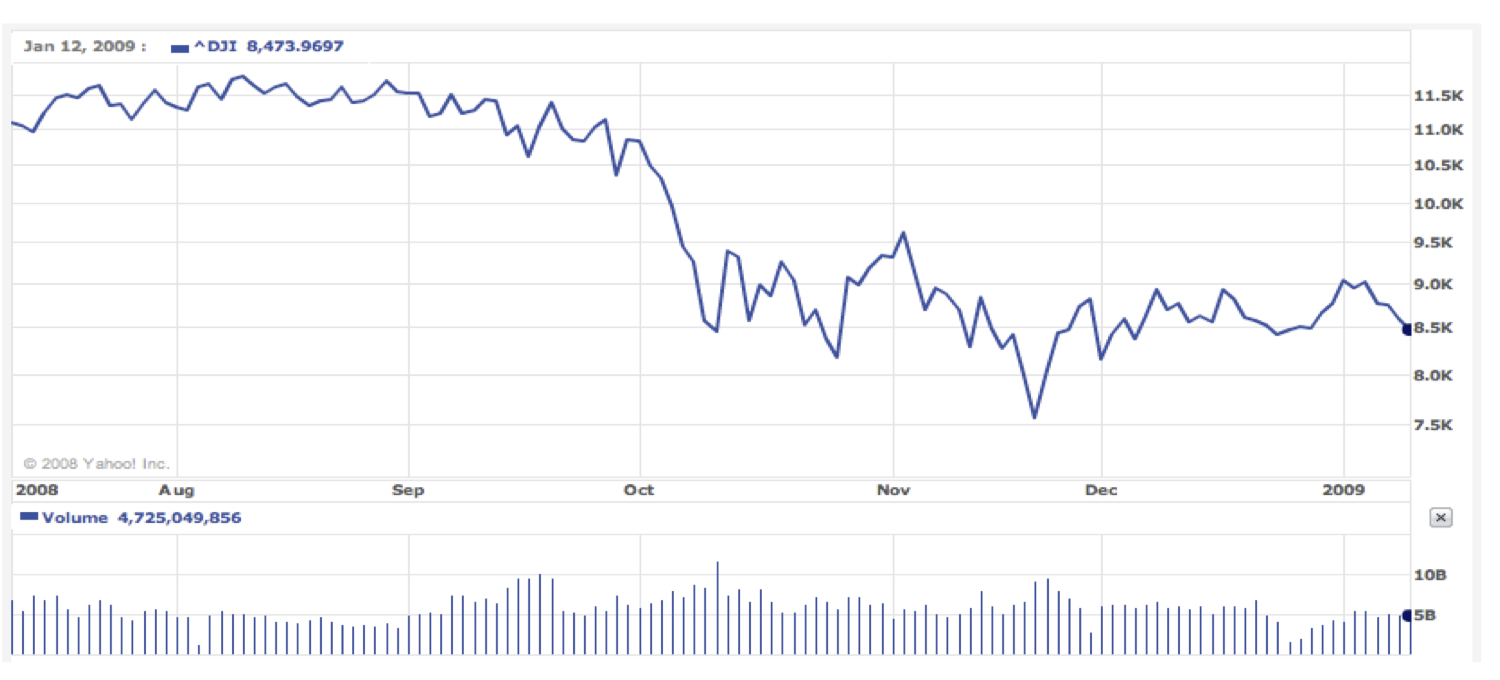 Jan 12, 2009 : ^DJI 8,473.9697
11.5K
11.0K
10.5K
10.0K
9.5K
9.0K
8.5K
8.0K
7.5K
© 2008 Yahoo! Inc.
2008 Aug Sep Oct Nov Dec 2009
Volume 4,725,049,856
10B
5B